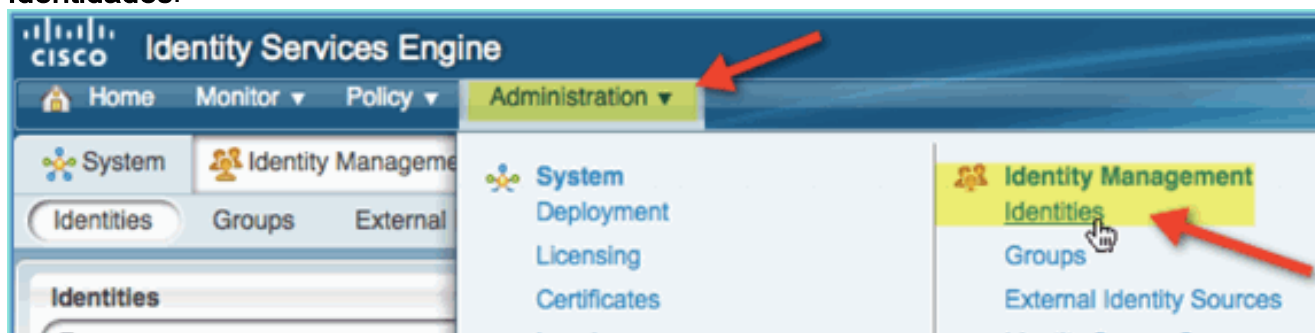 Identidades.
CISCO Identity Services Engine
Home Monitor Policy Administration
System Identity Manageme
Identities Groups External
Identities
System
Deployment
Licensing
Certificates
Identity Management
Identities
Groups
External Identity Sources